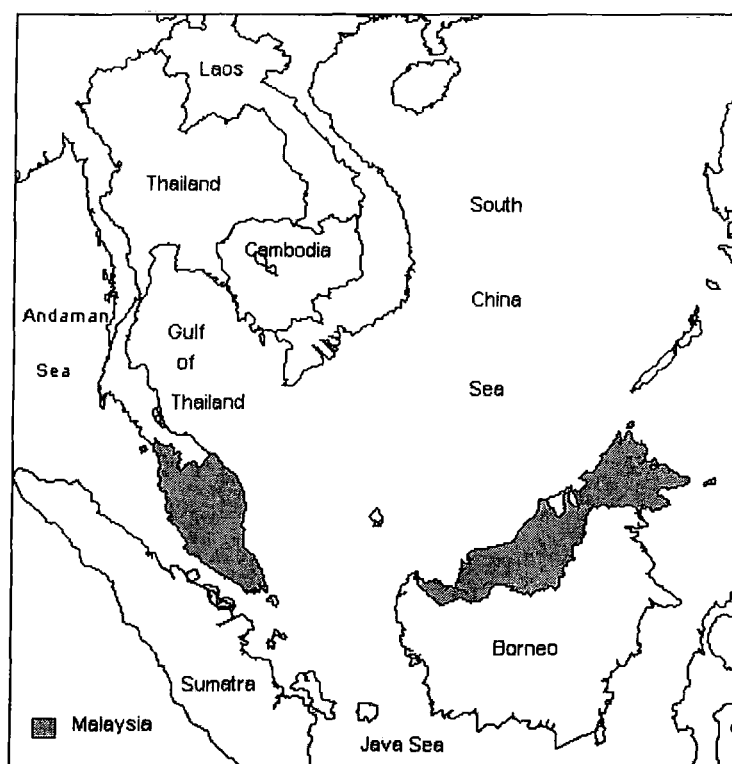 Laos
Thailand
South
Cambodia
China
Andaman
Sea
Gulf
of
Thailand
Sea
Borneo
Sumatra
Malaysia
Java Sea